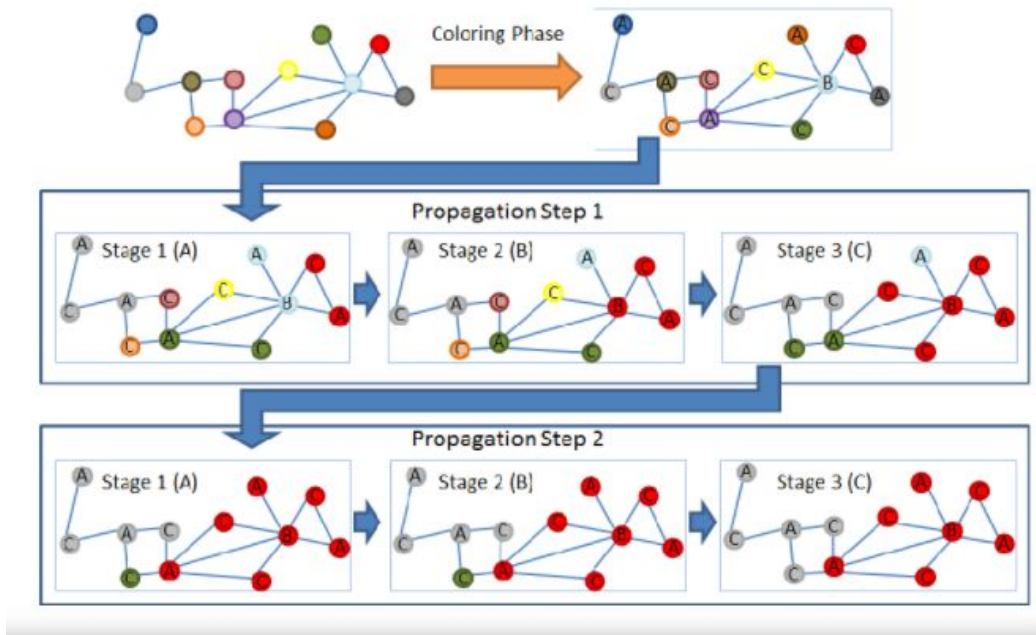 Coloring Phase
A A C
C
C A C B A
C A C
Propagation Step 1
A Stage 1 (A) A C
C
C A C B A
C A C
A Stage 2 (B) A C
C
C A C B A
C A C
A Stage 3 (C) A C
C
C A C B A
C A C
Propagation Step 2
A Stage 1 (A) A C
C
C A C B A
C A C
A Stage 2 (B) A C
C
C A C B A
C A C
A Stage 3 (C) A C
C
C A C B A
C A C